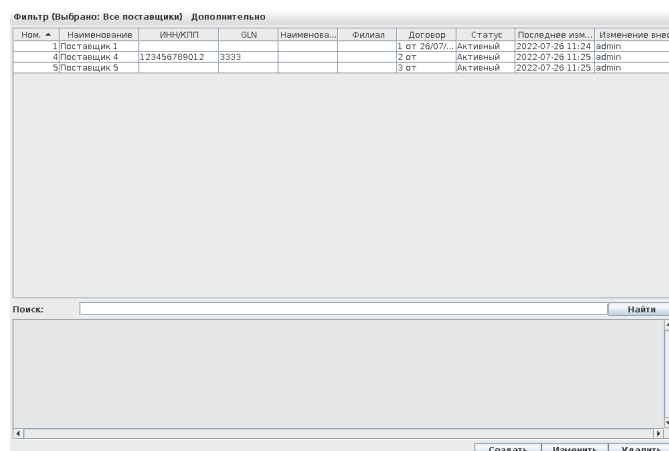 Фильтр (Выбрано: Все поставщики) Дополнительно
Ном. Наименование ИНН/КПП GLN Наименова... Филиал Договор Статус Последнее изм... Изменение внес
1 Поставщик 1 1 от 26/07/... Активный 2022-07-26 11:24 admin
4 Поставщик 4 123456789012 3333 2 от Активный 2022-07-26 11:25 admin
5 Поставщик 5 3 от Активный 2022-07-26 11:25 admin
Поиск: Найти
Создать Изменить Удалить